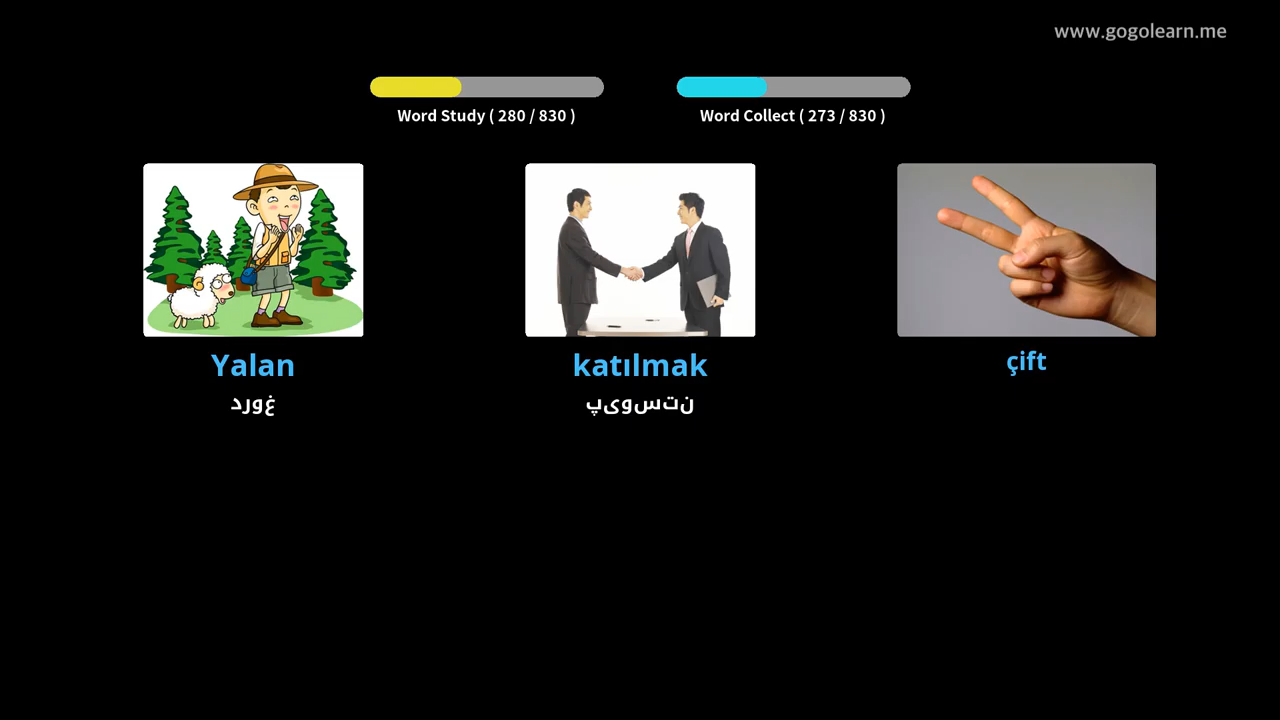 www.gogolearn.me
Word Study ( 280 / 830 )
Word Collect ( 273 / 830 )
Yalan
غورد
katılmak
نتسویپ
çift